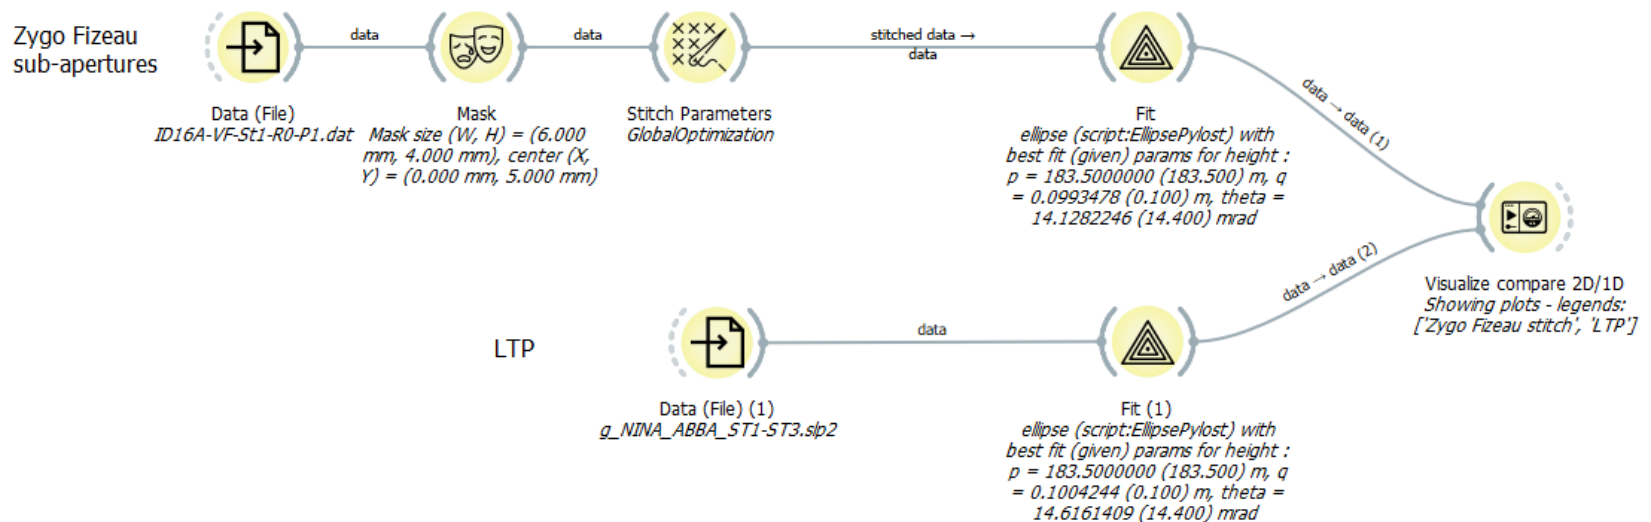 Zygo Fizeau
sub-apertures
data
data
stitched data →
data
Data (File)
ID16A-VF-St1-R0-P1.dat
Mask
Mask size (W, H) = (6.000
mm, 4.000 mm), center (X,
Y) = (0.000 mm, 5.000 mm)
Stitch Parameters
GlobalOptimization
Fit
ellipse (script:EllipsePylost) with
best fit (given) params for height :
p = 183.5000000 (183.500) m, q
= 0.0993478 (0.100) m, theta =
14.1282246 (14.400) mrad
data → data (1)
data → data (2)
Visualize compare 2D/1D
Showing plots - legends:
['Zygo Fizeau stitch', 'LTP']
LTP
data
Data (File) (1)
g_NINA_ABBA_ST1-ST3.slp2
Fit (1)
ellipse (script:EllipsePylost) with
best fit (given) params for height :
p = 183.5000000 (183.500) m, q
= 0.1004244 (0.100) m, theta =
14.6161409 (14.400) mrad